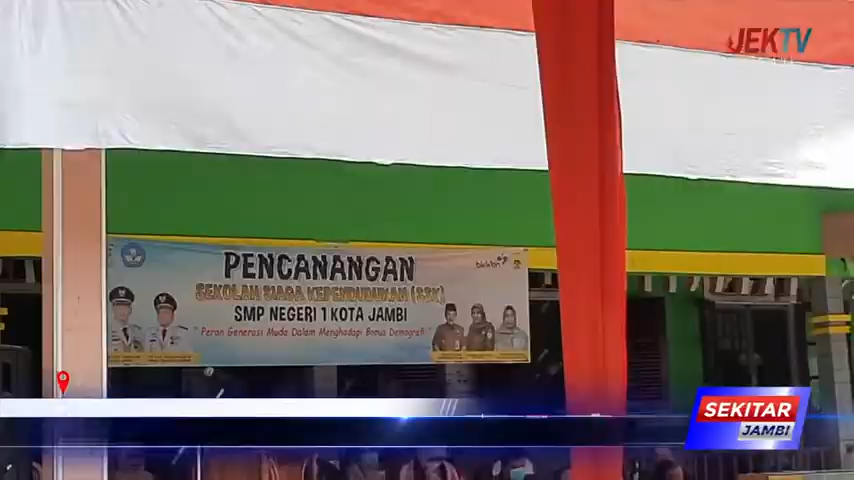 JEKTV
PENCANANGAN
SEKOLAH SIAGA KEPENDUDUKAN (SSK)
SMP NEGERI 1 KOTA JAMBI
"Peran Generasi Muda Dalam Menghadapi Bonus Demografi"
bkkbn
SEKITAR
JAMBI